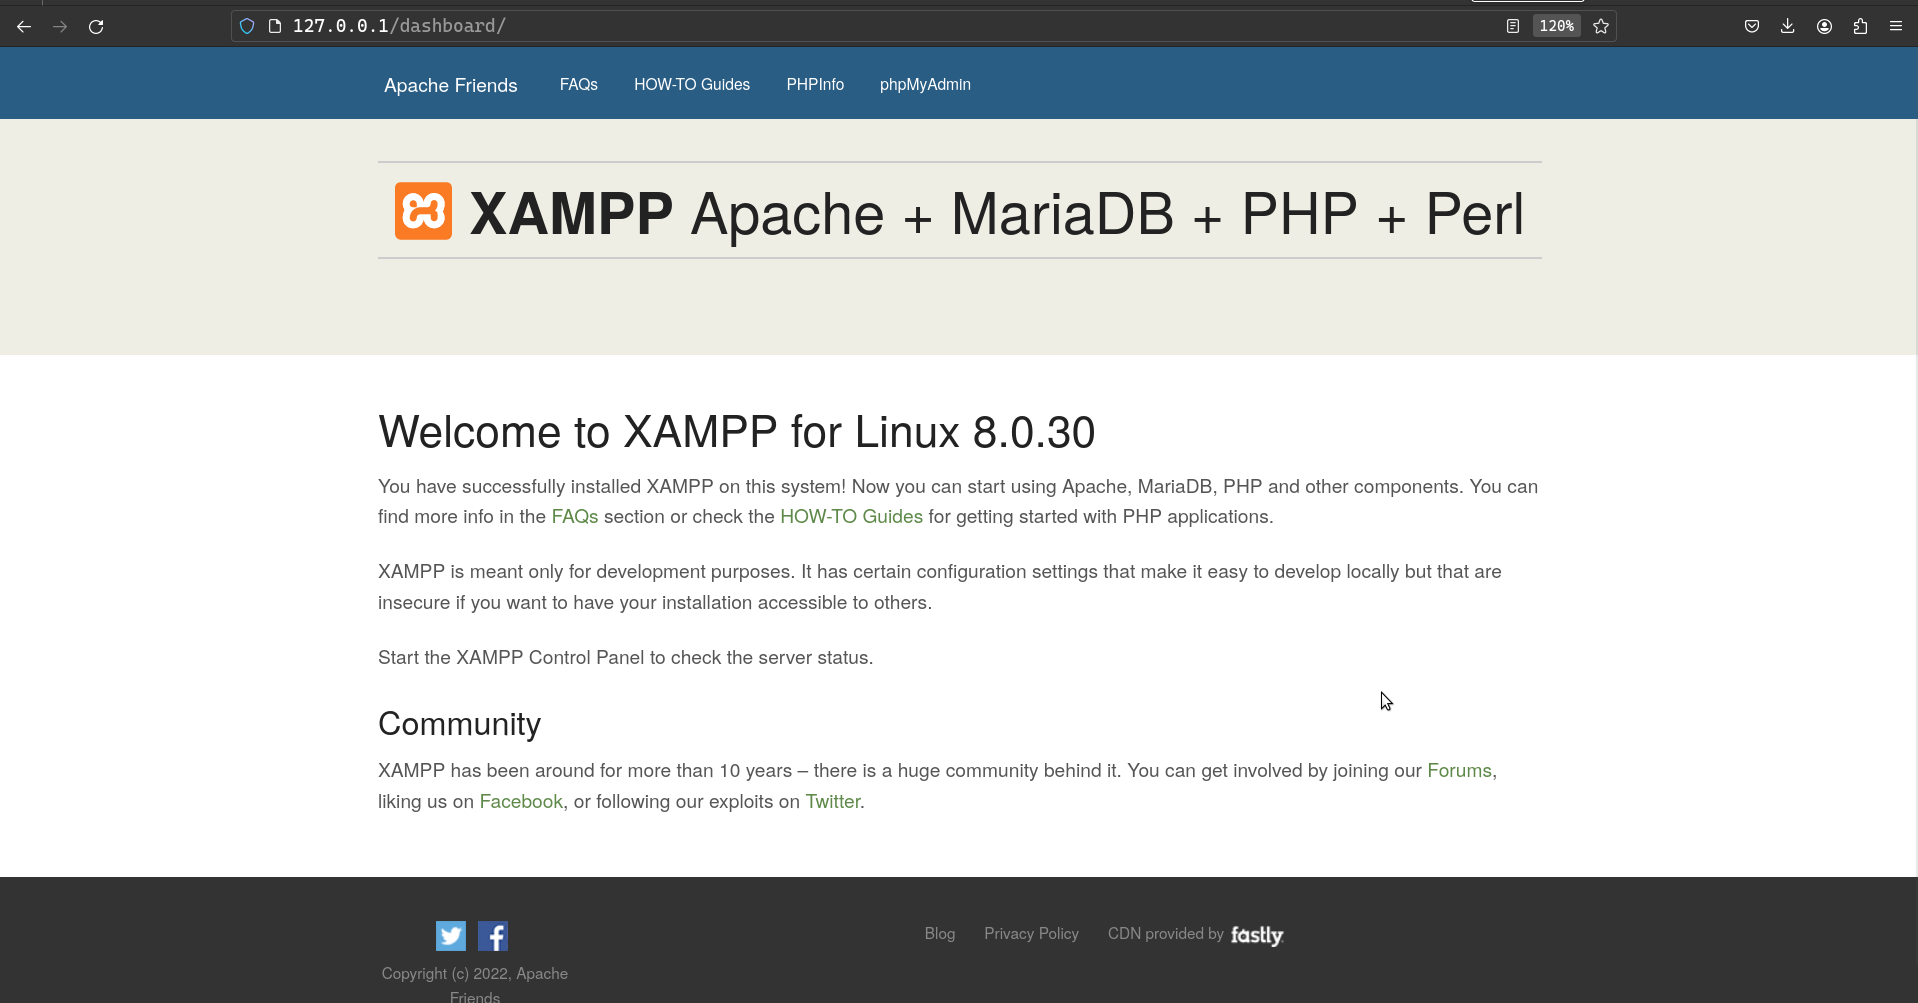 127.0.0.1/dashboard/
120%
Apache Friends FAQs HOW-TO Guides PHPInfo phpMyAdmin
XAMPP Apache + MariaDB + PHP + Perl
Welcome to XAMPP for Linux 8.0.30
You have successfully installed XAMPP on this system! Now you can start using Apache, MariaDB, PHP and other components. You can
find more info in the FAQs section or check the HOW-TO Guides for getting started with PHP applications.
XAMPP is meant only for development purposes. It has certain configuration settings that make it easy to develop locally but that are
insecure if you want to have your installation accessible to others.
Start the XAMPP Control Panel to check the server status.
Community
XAMPP has been around for more than 10 years – there is a huge community behind it. You can get involved by joining our Forums,
liking us on Facebook, or following our exploits on Twitter.
Blog Privacy Policy CDN provided by fastly
Copyright (c) 2022, Apache
Friends